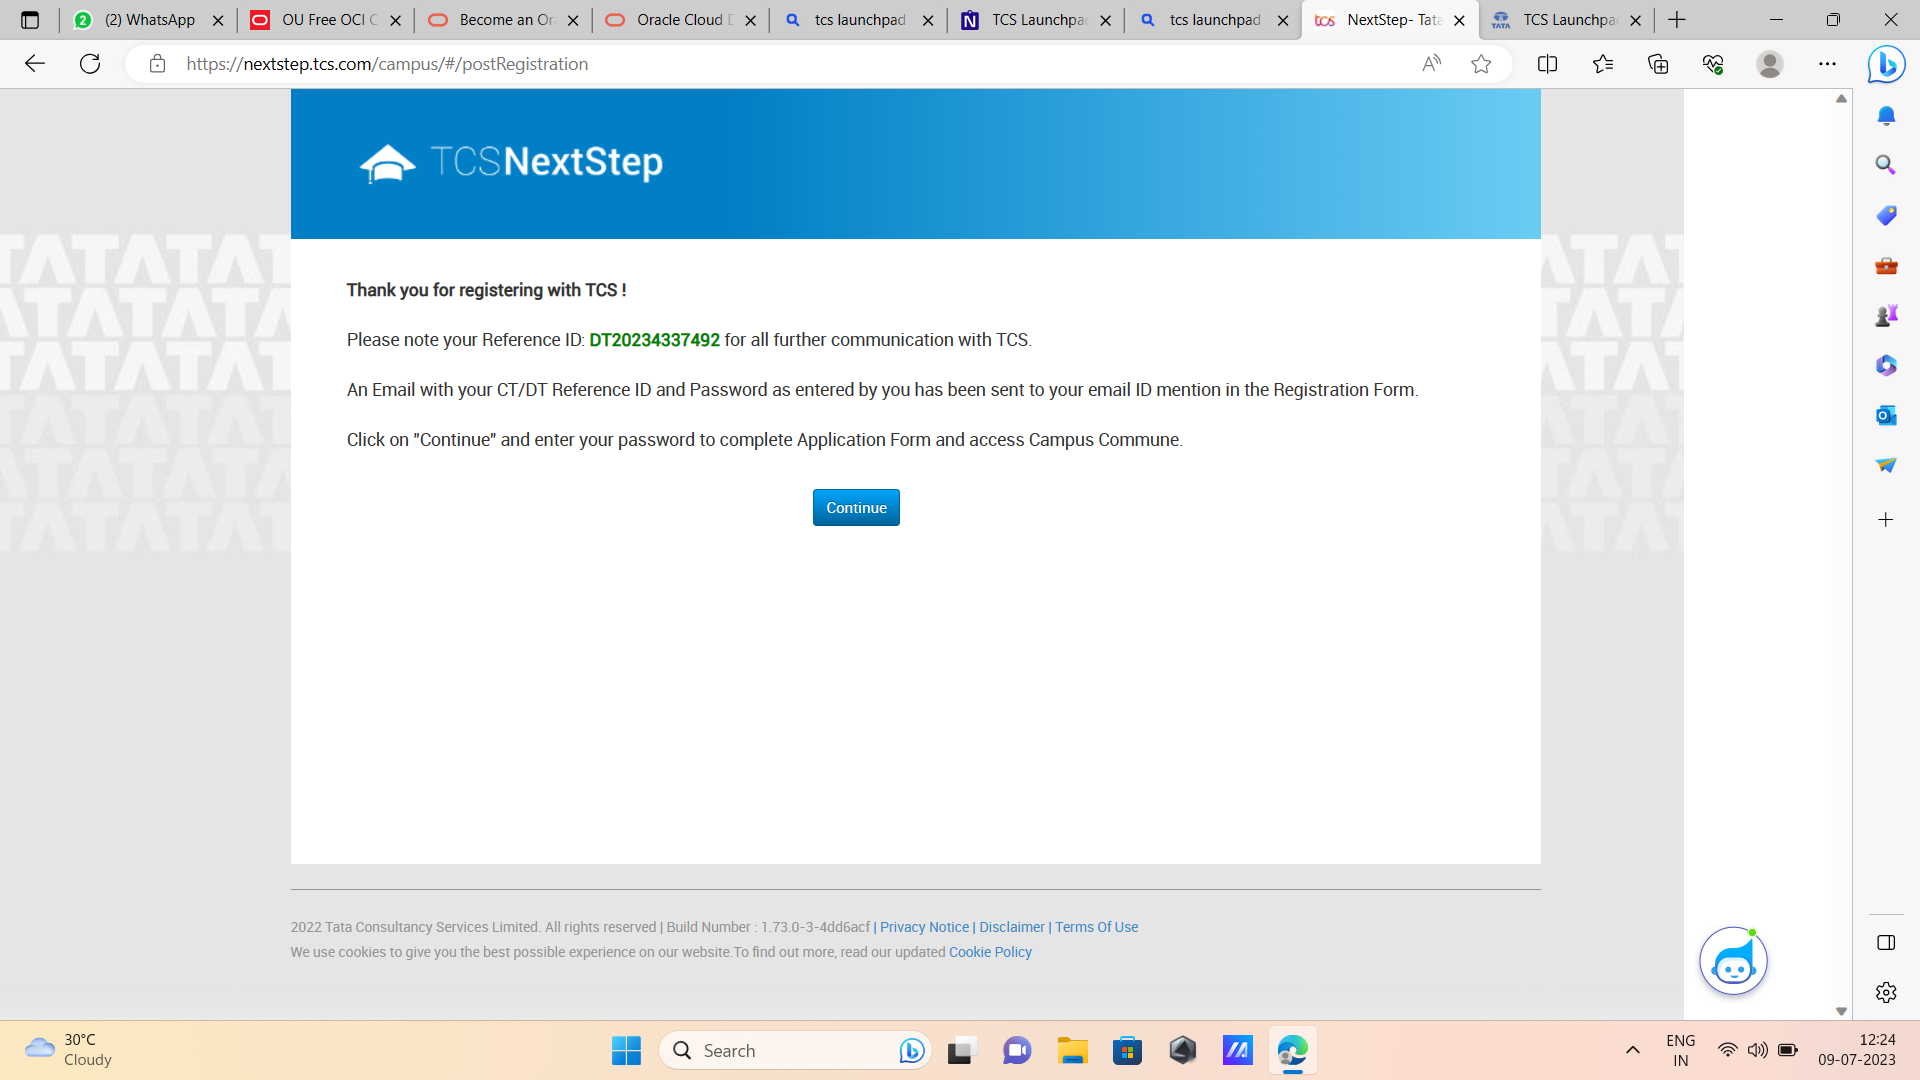 (2) WhatsApp
OU Free OCI C
Become an Or
Oracle Cloud D
tcs launchpad
TCS Launchpad
tcs launchpad
NextStep- Tata
TCS Launchpa
https://nextstep.tcs.com/campus/#/postRegistration
TCS NextStep
Thank you for registering with TCS !
Please note your Reference ID: DT20234337492 for all further communication with TCS.
An Email with your CT/DT Reference ID and Password as entered by you has been sent to your email ID mention in the Registration Form.
Click on "Continue" and enter your password to complete Application Form and access Campus Commune.
Continue
2022 Tata Consultancy Services Limited. All rights reserved | Build Number : 1.73.0-3-4dd6acf | Privacy Notice | Disclaimer | Terms Of Use
We use cookies to give you the best possible experience on our website.To find out more, read our updated Cookie Policy
30°C
Cloudy
Search
ENG
IN
12:24
09-07-2023